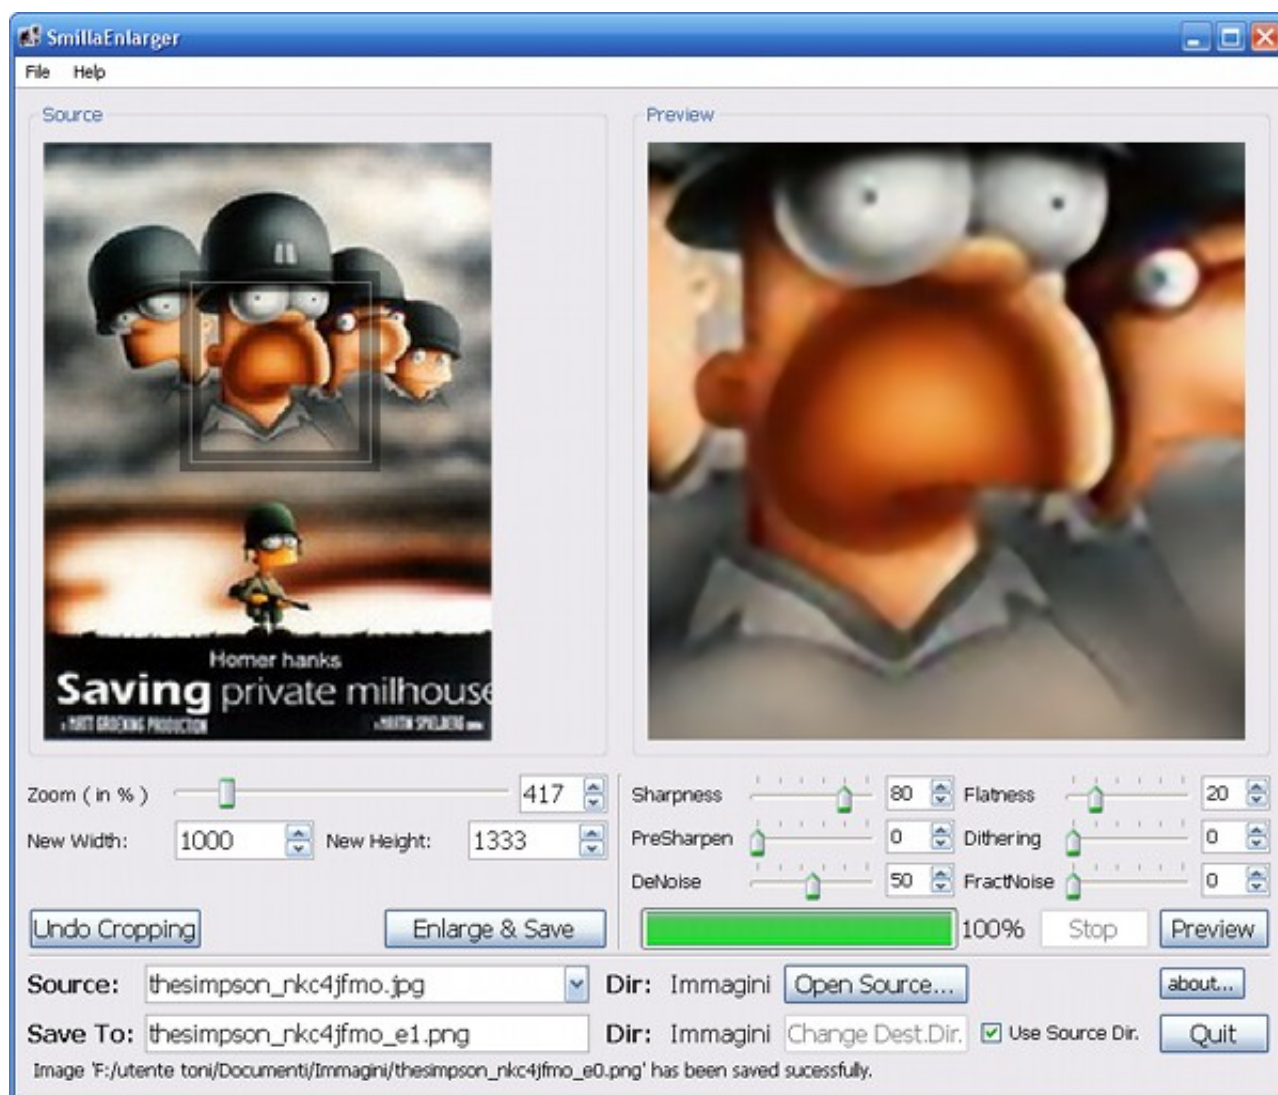 SmillaEnlarger
File Help
Source
Preview
Homer hanks
Saving private milhouse
A MATT GROENING PRODUCTION
Zoom ( in % ) 417
New Width: 1000 New Height: 1333
Sharpness 80 Flatness 20
PreSharpen 0 Dithering 0
DeNoise 50 FractNoise 0
Undo Cropping Enlarge & Save
100% Stop Preview
Source: thesimpson_nkc4jfmo.jpg Dir: Immagini Open Source... about...
Save To: thesimpson_nkc4jfmo_e1.png Dir: Immagini Change Dest.Dir. Use Source Dir. Quit
Image 'F:/utente toni/Documenti/Immagini/thesimpson_nkc4jfmo_e0.png' has been saved sucessfully.